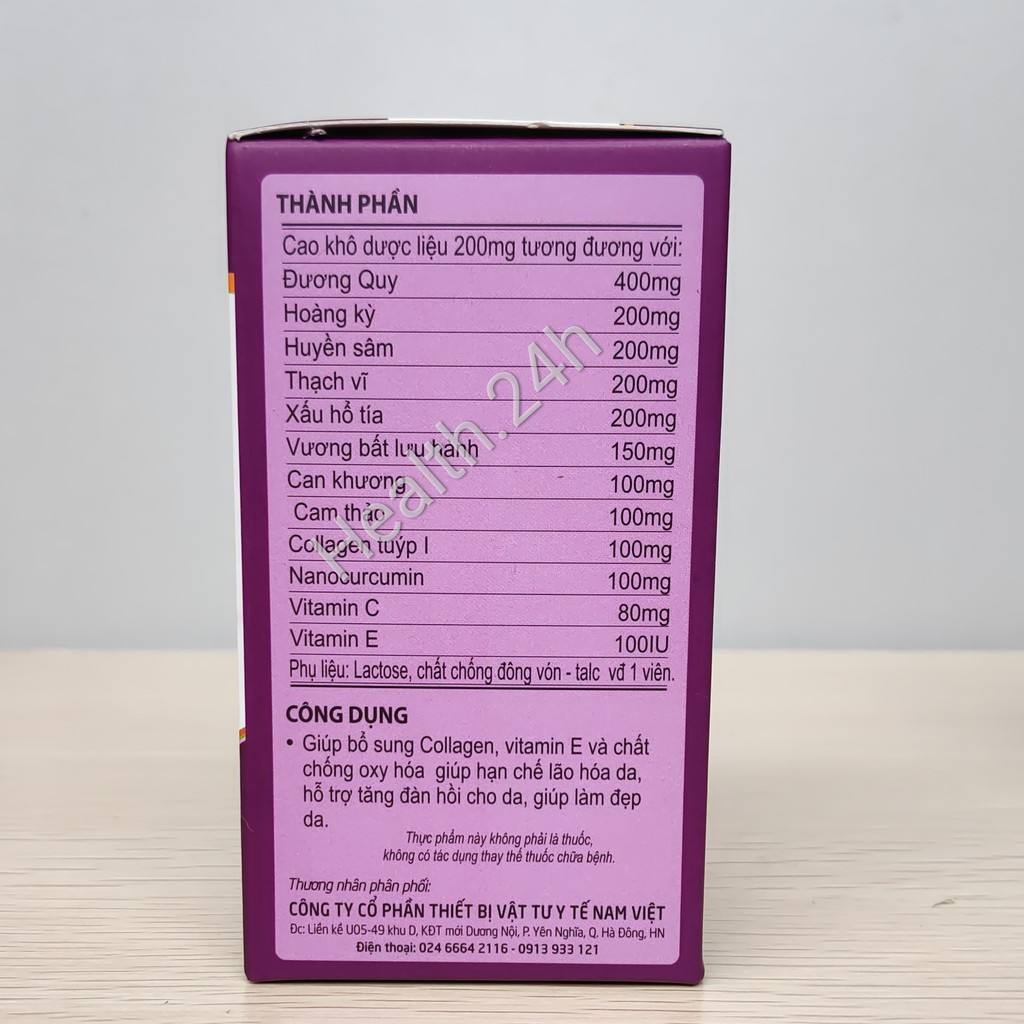 THÀNH PHẦN
Cao khô dược liệu 200mg tương đương với:
Đương Quy 400mg
Hoàng kỳ 200mg
Huyền sâm 200mg
Thạch vĩ 200mg
Xấu hổ tía 200mg
Vương bất lưu hành 150mg
Can khương 100mg
Cam thảo 100mg
Collagen tuýp I 100mg
Nanocurcumin 100mg
Vitamin C 80mg
Vitamin E 100IU
Phụ liệu: Lactose, chất chống đông vón - talc vđ 1 viên.
CÔNG DỤNG
• Giúp bổ sung Collagen, vitamin E và chất
chống oxy hóa giúp hạn chế lão hóa da,
hỗ trợ tăng đàn hồi cho da, giúp làm đẹp
da.
Thực phẩm này không phải là thuốc,
không có tác dụng thay thế thuốc chữa bệnh.
Thương nhân phân phối:
CÔNG TY CỔ PHẦN THIẾT BỊ VẬT TƯ Y TẾ NAM VIỆT
Đc: Liền kề U05-49 khu D, KĐT mới Dương Nội, P. Yên Nghĩa, Q. Hà Đông, HN
Điện thoại: 024 6664 2116 - 0913 933 121
Health.24h